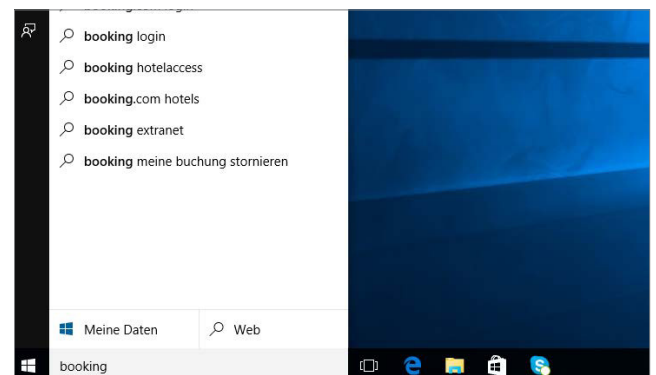 booking login
booking hotelaccess
booking.com hotels
booking extranet
booking meine buchung stornieren
Meine Daten
Web
booking